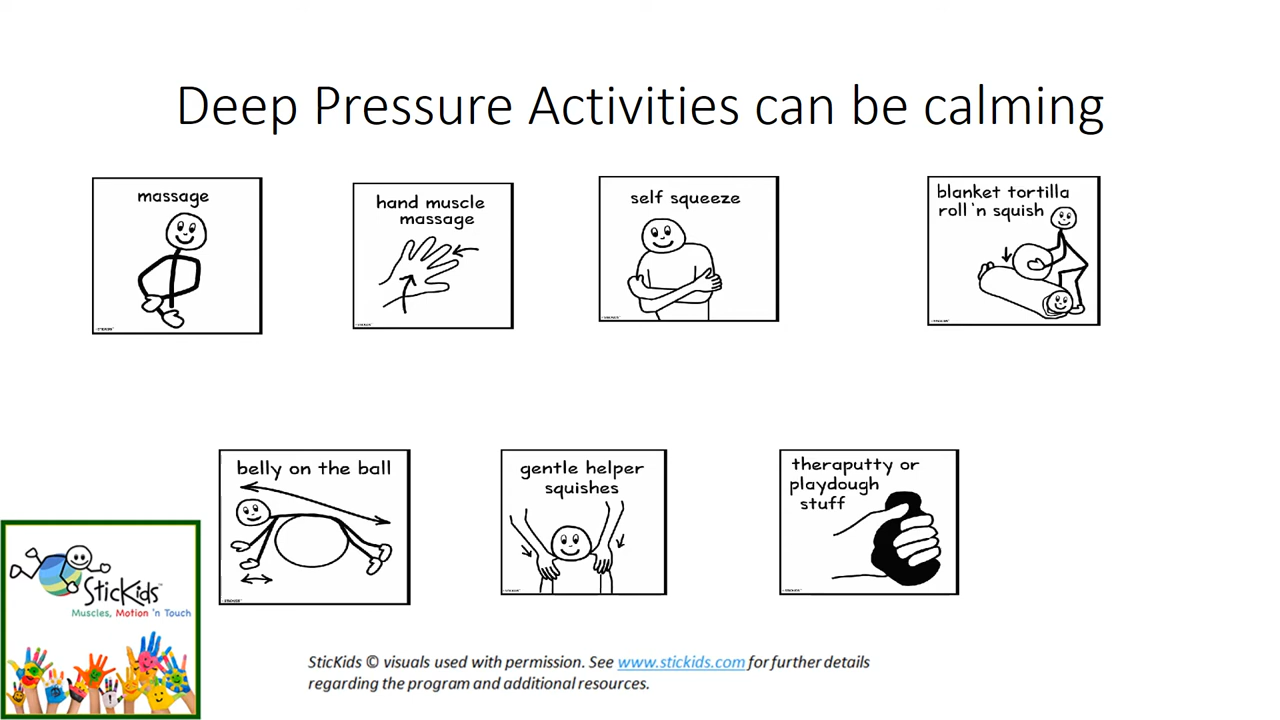 Deep Pressure Activities can be calming
massage
hand muscle
massage
self squeeze
blanket tortilla
roll 'n squish
belly on the ball
gentle helper
squishes
theraputty or
playdough
stuff
SticKids™
Muscles, Motion 'n Touch
SticKids © visuals used with permission. See www.stickids.com for further details
regarding the program and additional resources.